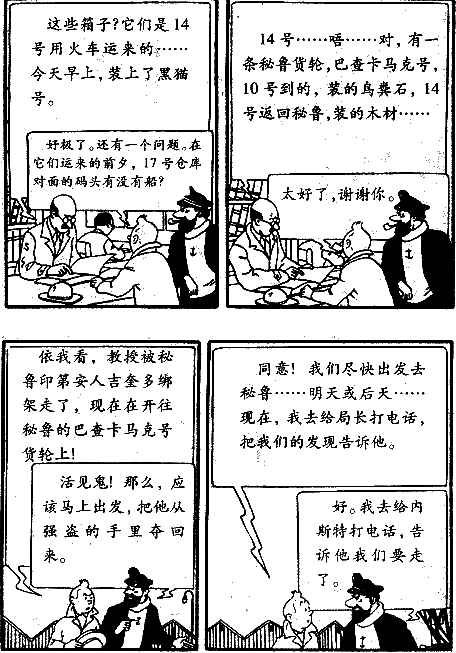 这些箱子?它们是14
号用火车运来的……
今天早上,装上了黑猫
号。
好极了。还有一个问题。在
它们运来的前夕,17号仓库
对面的码头有没有船?
14号……唔……对,有一
条秘鲁货轮,巴查卡马克号,
10号到的,装的鸟粪石,14
号返回秘鲁,装的木材……
太好了,谢谢你。
依我看,教授被秘
鲁印第安人吉奎多绑
架走了,现在在开往
秘鲁的巴查卡马克号
货轮上!
活见鬼!那么,应
该马上出发,把他从
强盗的手里夺回
来。
同意!我们尽快出发去
秘鲁……明天或后天……
现在,我去给局长打电话,
把我们的发现告诉他。
好。我去给内
斯特打电话,告
诉他我们要走
了。